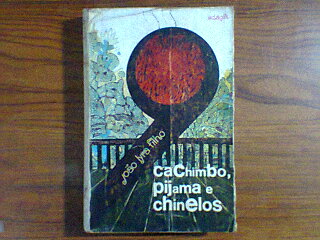 João Lyra Filho
cachimbo,
pijama e
chinelos